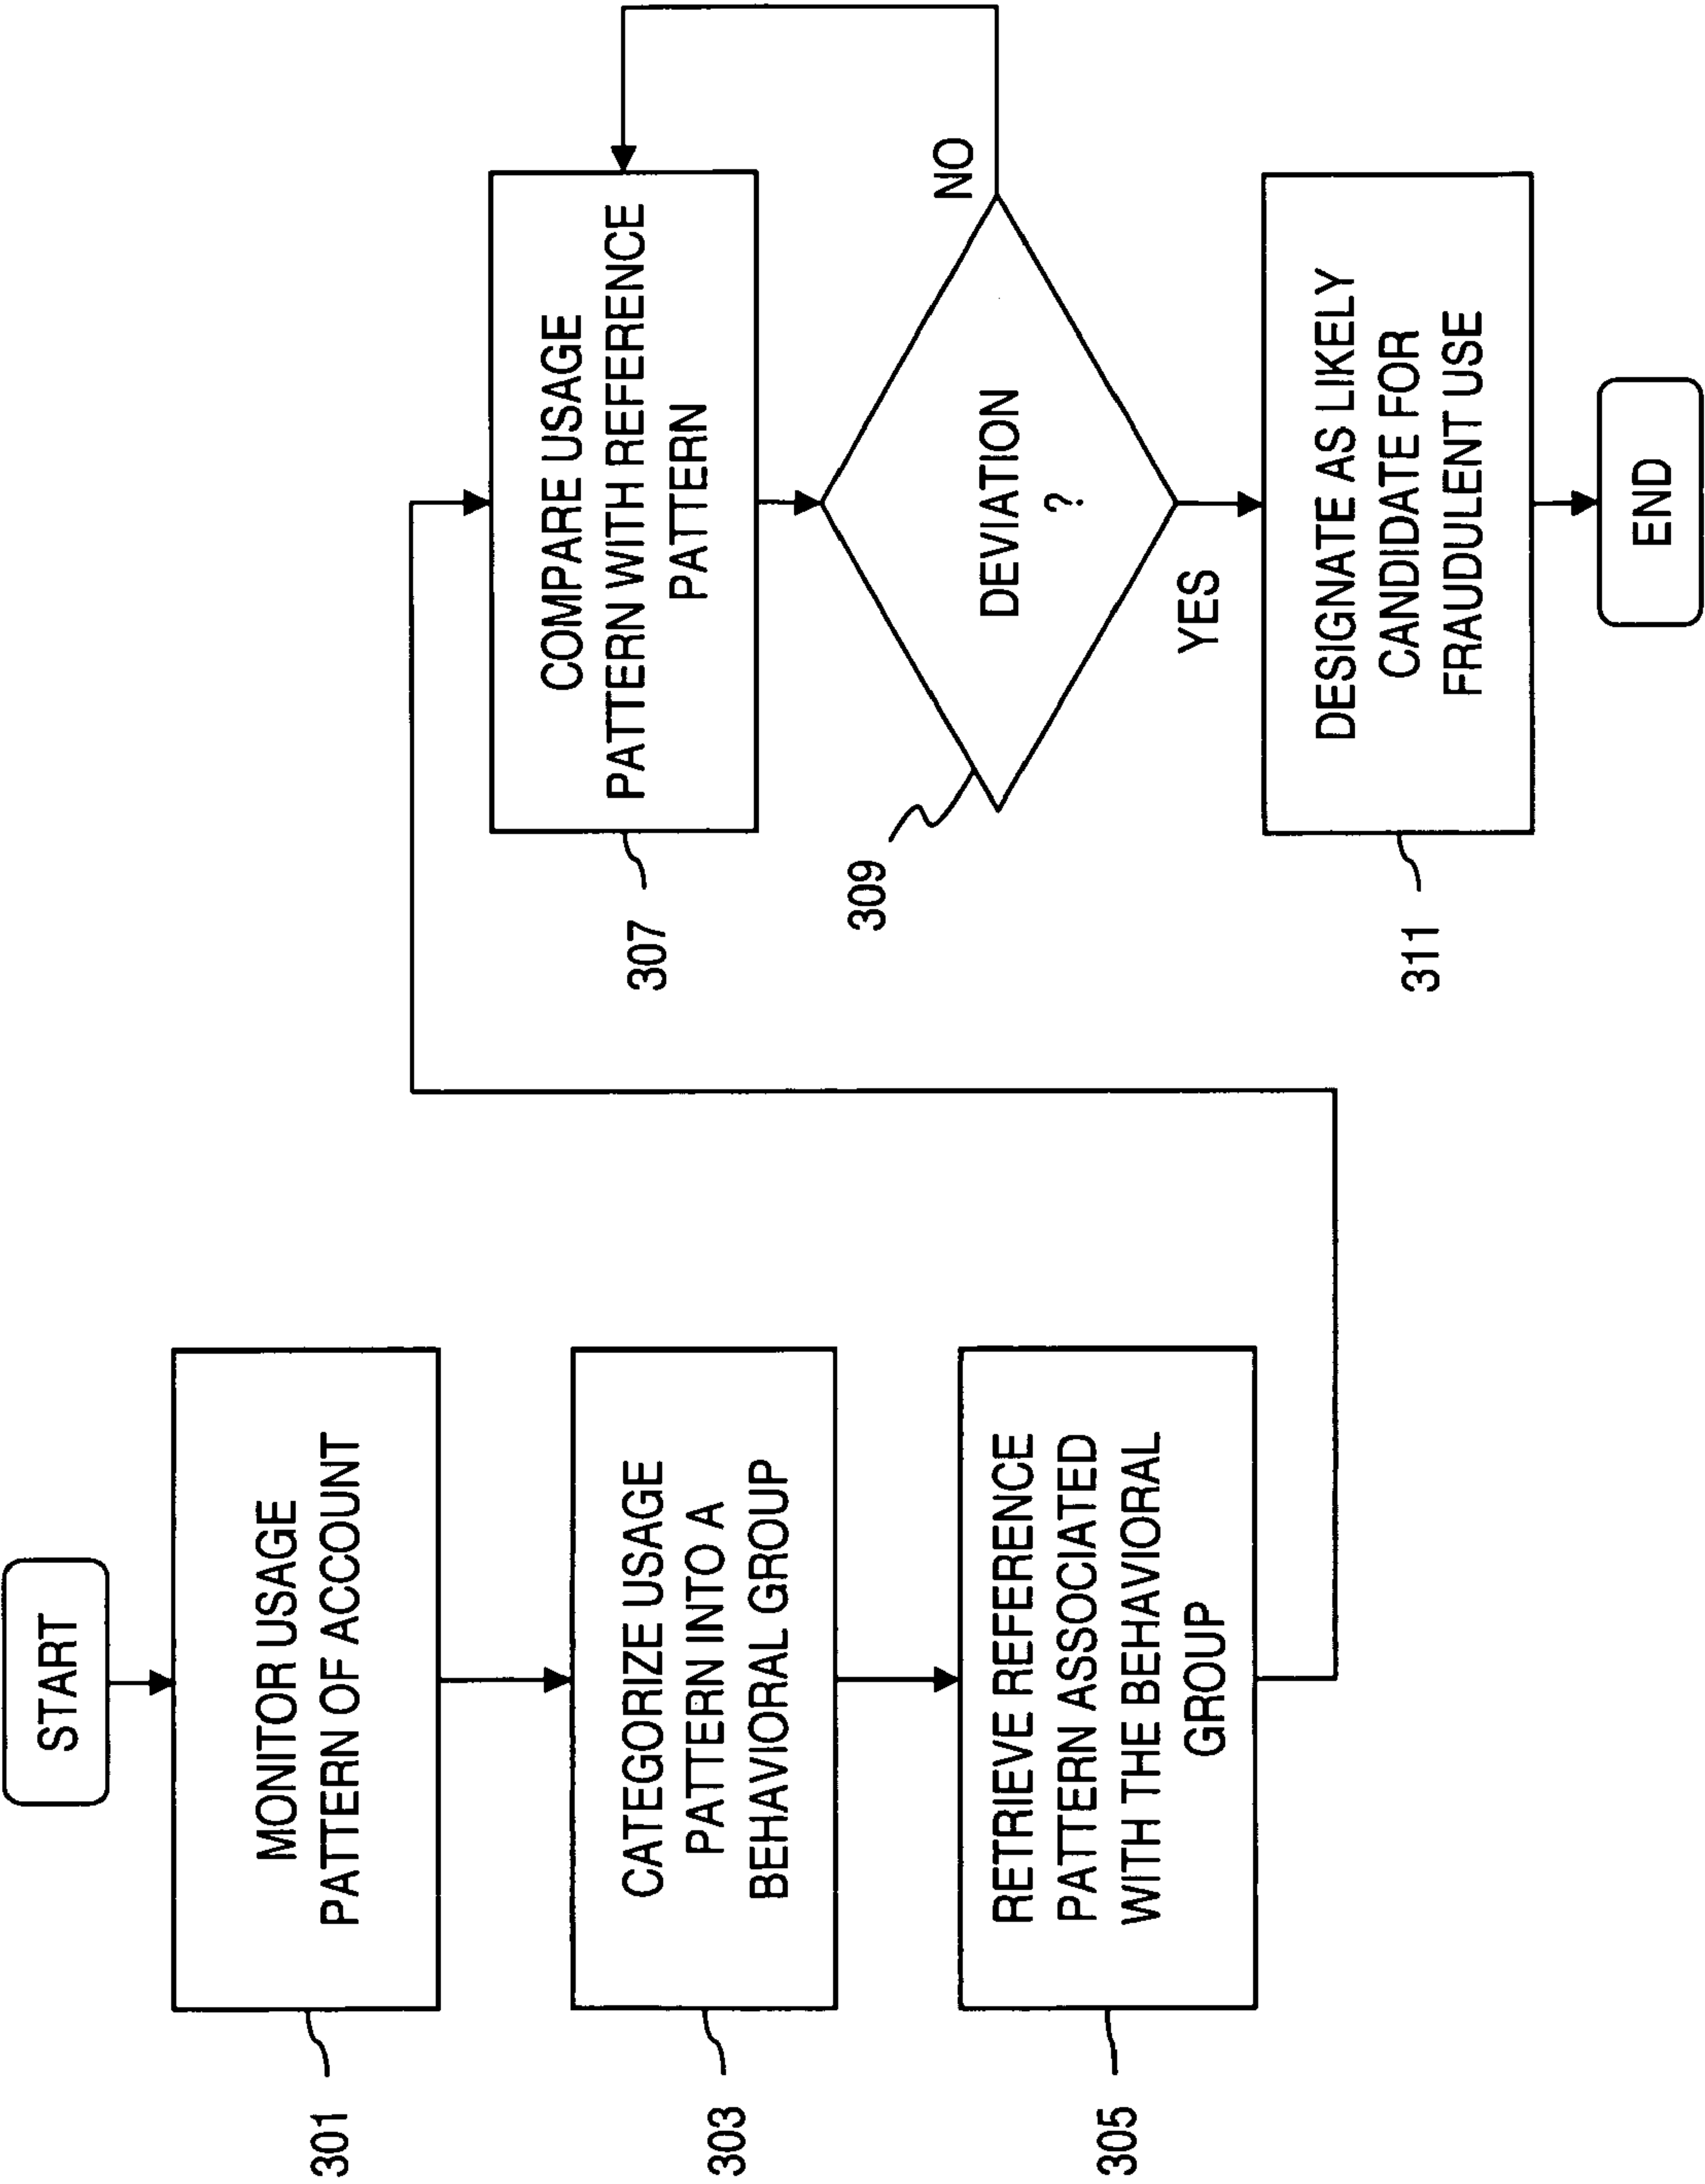 START
MONITOR USAGE
PATTERN OF ACCOUNT
301
CATEGORIZE USAGE
PATTERN INTO A
BEHAVIORAL GROUP
303
RETRIEVE REFERENCE
PATTERN ASSOCIATED
WITH THE BEHAVIORAL
GROUP
305
COMPARE USAGE
PATTERN WITH REFERENCE
PATTERN
307
DEVIATION
?
309
NO
YES
DESIGNATE AS LIKELY
CANDIDATE FOR
FRAUDULENT USE
311
END